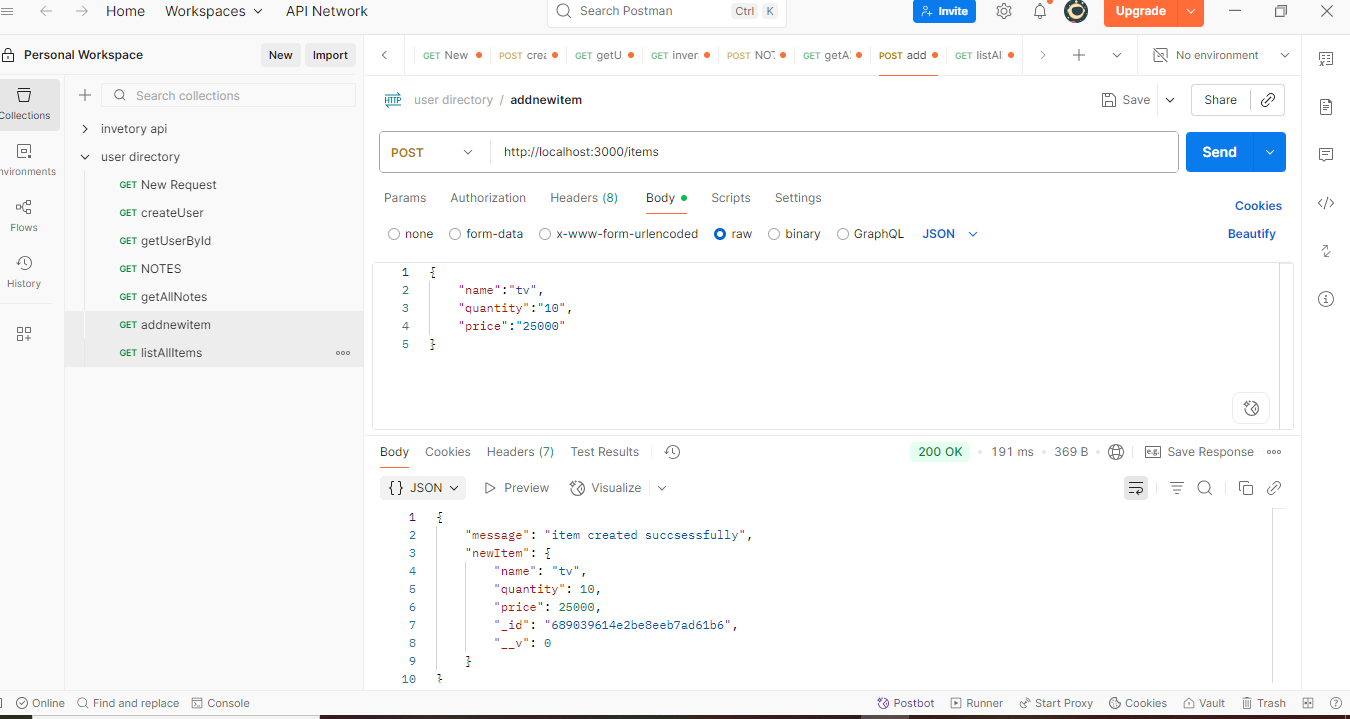 Home Workspaces API Network Search Postman Ctrl K Invite Upgrade
Personal Workspace New Import
GET New POST crea GET getU GET inver POST NOT GET getA POST add GET listAl No environment
Collections
Search collections
user directory / addnewitem Save Share
invetory api
user directory
POST http://localhost:3000/items Send
nvironments
GET New Request
Params Authorization Headers (8) Body Scripts Settings Cookies
GET createUser
Flows
none form-data x-www-form-urlencoded raw binary GraphQL JSON Beautify
GET getUserById
GET NOTES
History
GET getAllNotes
GET addnewitem
GET listAllItems
1 {
2 "name":"tv",
3 "quantity":"10",
4 "price":"25000"
5 }
Body Cookies Headers (7) Test Results 200 OK 191 ms 369 B e.g. Save Response
{} JSON Preview Visualize
1 {
2 "message": "item created succsessfully",
3 "newItem": {
4 "name": "tv",
5 "quantity": 10,
6 "price": 25000,
7 "_id": "689039614e2be8eeb7ad61b6",
8 "__v": 0
9 }
10 }
Online Find and replace Console Postbot Runner Start Proxy Cookies Vault Trash